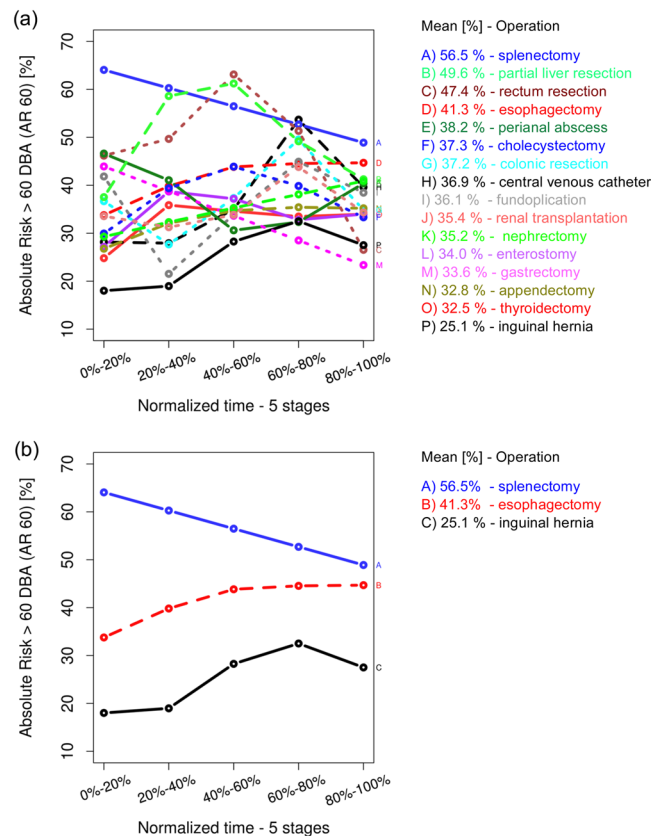 (a)
Mean [%] - Operation
A) 56.5 % - splenectomy
B) 49.6 % - partial liver resection
C) 47.4 % - rectum resection
D) 41.3 % - esophagectomy
E) 38.2 % - perianal abscess
F) 37.3 % - cholecystectomy
G) 37.2 % - colonic resection
H) 36.9 % - central venous catheter
I) 36.1 % - fundoplication
J) 35.4 % - renal transplantation
K) 35.2 % - nephrectomy
L) 34.0 % - enterostomy
M) 33.6 % - gastrectomy
N) 32.8 % - appendectomy
O) 32.5 % - thyroidectomy
P) 25.1 % - inguinal hernia
Absolute Risk > 60 DBA (AR 60) [%]
70
60
50
40
30
20
10
A
D
N
P
C
M
0%-20%
20%-40%
40%-60%
60%-80%
80%-100%
Normalized time - 5 stages
(b)
Mean [%] - Operation
A) 56.5% - splenectomy
B) 41.3% - esophagectomy
C) 25.1 % - inguinal hernia
Absolute Risk > 60 DBA (AR 60) [%]
70
60
50
40
30
20
10
A
B
C
0%-20%
20%-40%
40%-60%
60%-80%
80%-100%
Normalized time - 5 stages